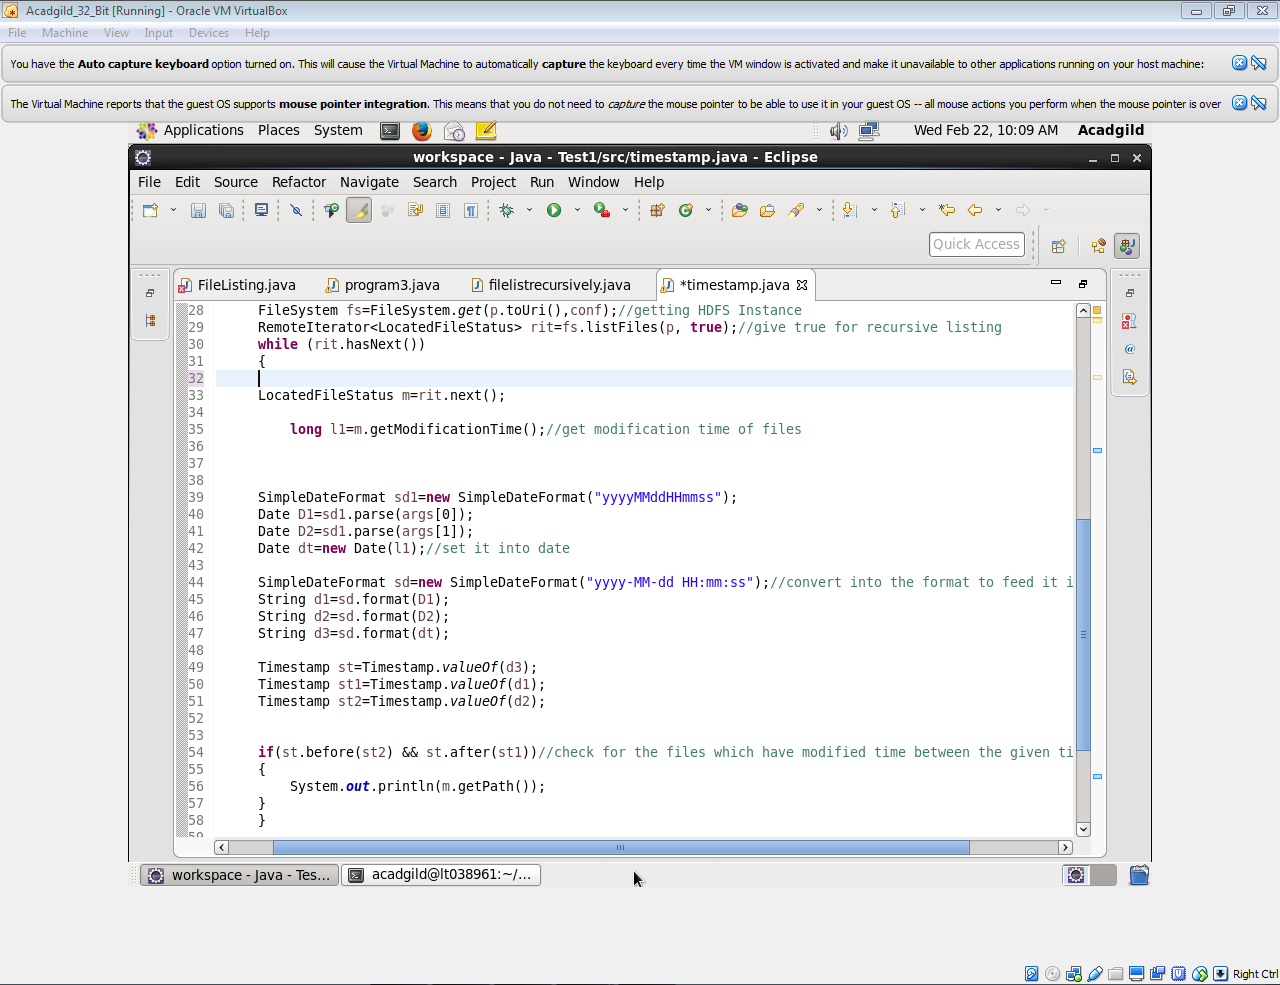 Acadgild_32_Bit [Running] - Oracle VM VirtualBox
File Machine View Input Devices Help
You have the Auto capture keyboard option turned on. This will cause the Virtual Machine to automatically capture the keyboard every time the VM window is activated and make it unavailable to other applications running on your host machine:
The Virtual Machine reports that the guest OS supports mouse pointer integration. This means that you do not need to capture the mouse pointer to be able to use it in your guest OS -- all mouse actions you perform when the mouse pointer is over
Applications Places System Wed Feb 22, 10:09 AM Acadgild
workspace - Java - Test1/src/timestamp.java - Eclipse
File Edit Source Refactor Navigate Search Project Run Window Help
Quick Access
FileListing.java program3.java filelistrecursively.java *timestamp.java
28 FileSystem fs=FileSystem.get(p.toUri(),conf);//getting HDFS Instance
29 RemoteIterator<LocatedFileStatus> rit=fs.listFiles(p, true);//give true for recursive listing
30 while (rit.hasNext())
31 {
32
33 LocatedFileStatus m=rit.next();
34
35 long l1=m.getModificationTime();//get modification time of files
36
37
38
39 SimpleDateFormat sd1=new SimpleDateFormat("yyyyMMddHHmmss");
40 Date D1=sd1.parse(args[0]);
41 Date D2=sd1.parse(args[1]);
42 Date dt=new Date(l1);//set it into date
43
44 SimpleDateFormat sd=new SimpleDateFormat("yyyy-MM-dd HH:mm:ss");//convert into the format to feed it i
45 String d1=sd.format(D1);
46 String d2=sd.format(D2);
47 String d3=sd.format(dt);
48
49 Timestamp st=Timestamp.valueOf(d3);
50 Timestamp st1=Timestamp.valueOf(d1);
51 Timestamp st2=Timestamp.valueOf(d2);
52
53
54 if(st.before(st2) && st.after(st1))//check for the files which have modified time between the given ti
55 {
56 System.out.println(m.getPath());
57 }
58 }
59
workspace - Java - Tes... acadgild@lt038961:~/...
Right Ctrl